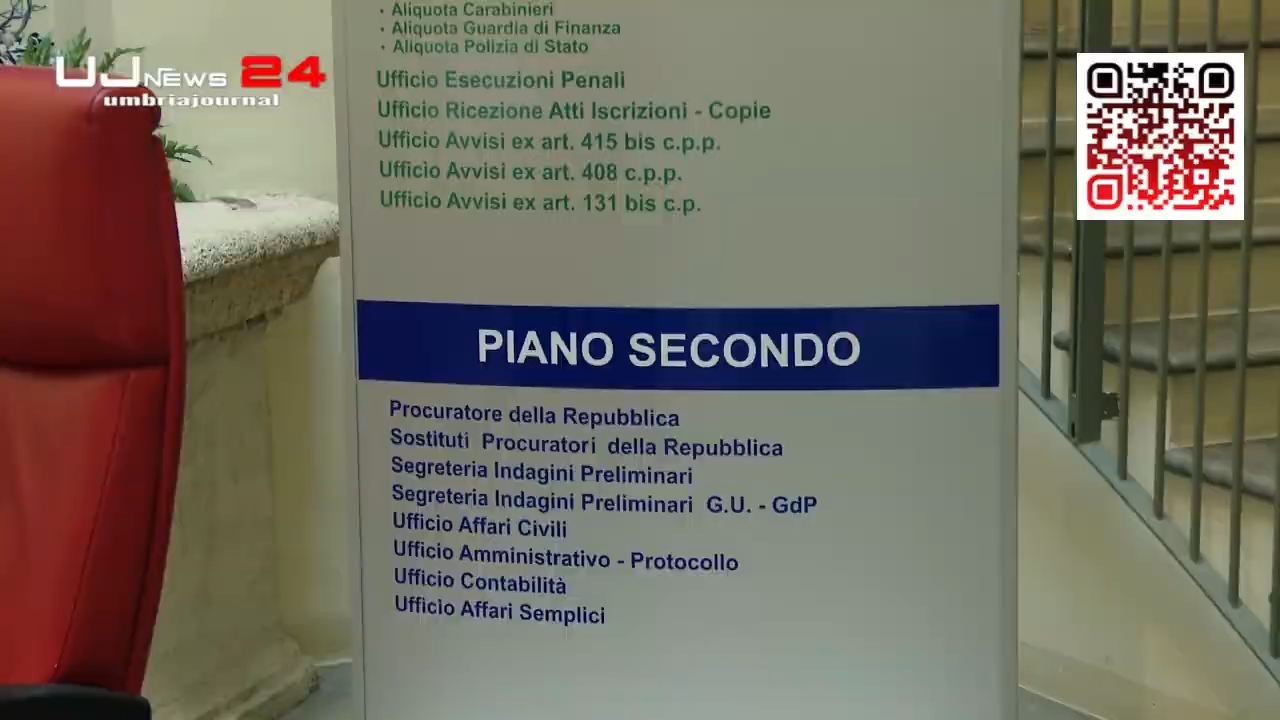 • Aliquota Carabinieri
• Aliquota Guardia di Finanza
• Aliquota Polizia di Stato
UJNEWS 24
umbriajournal
Ufficio Esecuzioni Penali
Ufficio Ricezione Atti Iscrizioni - Copie
Ufficio Avvisi ex art. 415 bis c.p.p.
Ufficio Avvisi ex art. 408 c.p.p.
Ufficio Avvisi ex art. 131 bis c.p.
PIANO SECONDO
Procuratore della Repubblica
Sostituti Procuratori della Repubblica
Segreteria Indagini Preliminari
Segreteria Indagini Preliminari G.U. - GdP
Ufficio Affari Civili
Ufficio Amministrativo - Protocollo
Ufficio Contabilità
Ufficio Affari Semplici